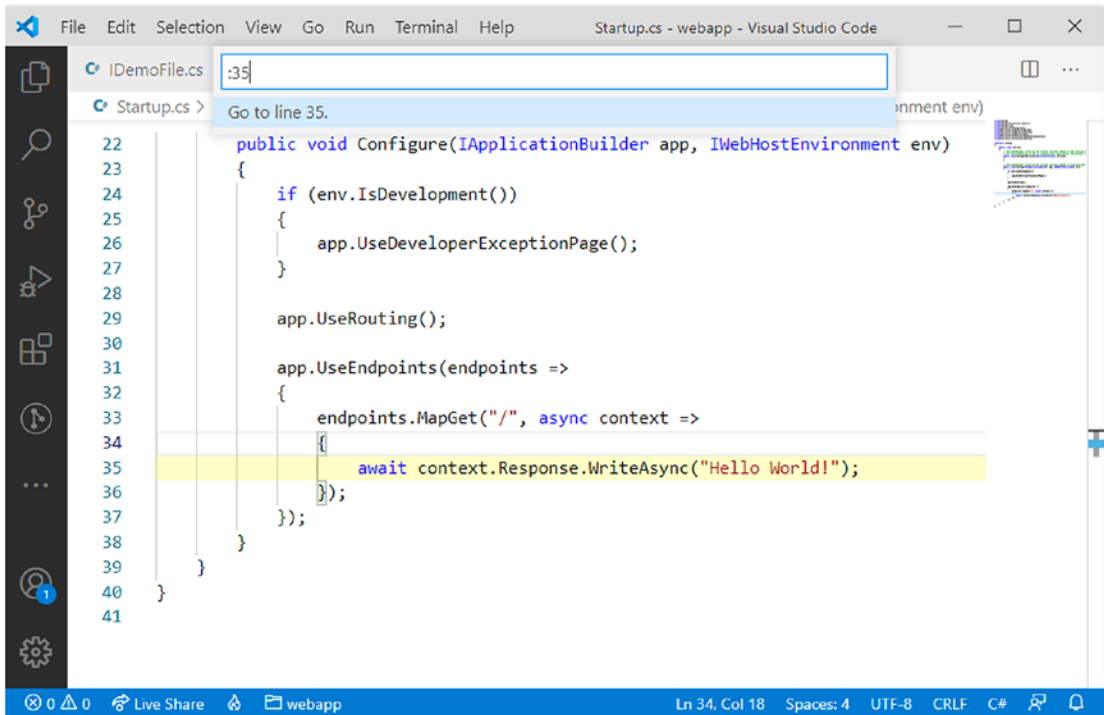 File Edit Selection View Go Run Terminal Help Startup.cs - webapp - Visual Studio Code
IDemoFile.cs :35
Startup.cs > Go to line 35. onment env)
22 public void Configure(IApplicationBuilder app, IWebHostEnvironment env)
23 {
24 if (env.IsDevelopment())
25 {
26 app.UseDeveloperExceptionPage();
27 }
28
29 app.UseRouting();
30
31 app.UseEndpoints(endpoints =>
32 {
33 endpoints.MapGet("/", async context =>
34 {
35 await context.Response.WriteAsync("Hello World!");
36 });
37 });
38 }
39 }
40 }
41
1
0 0 Live Share webapp Ln 34, Col 18 Spaces: 4 UTF-8 CRLF C#